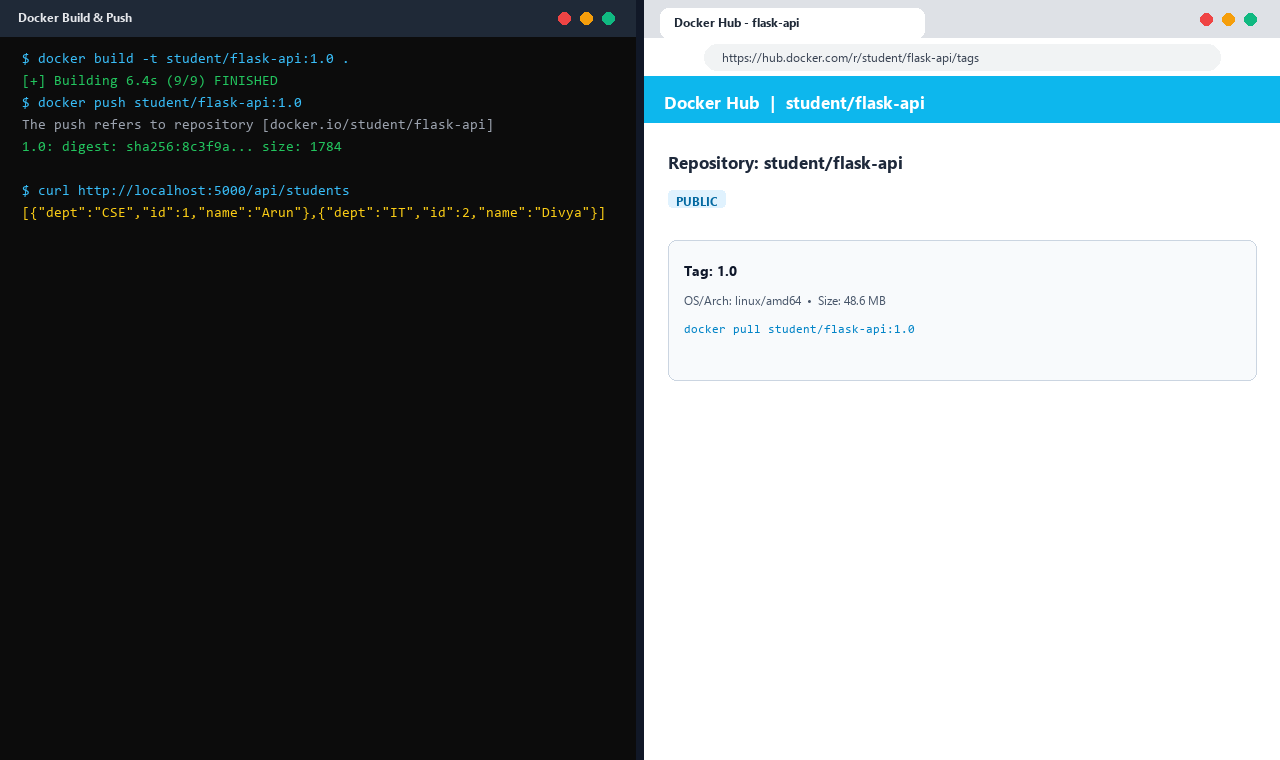 Docker Build & Push
$ docker build -t student/flask-api:1.0 .
[+] Building 6.4s (9/9) FINISHED
$ docker push student/flask-api:1.0
The push refers to repository [docker.io/student/flask-api]
1.0: digest: sha256:8c3f9a... size: 1784
$ curl http://localhost:5000/api/students
[{"dept":"CSE","id":1,"name":"Arun"},{"dept":"IT","id":2,"name":"Divya"}]
Docker Hub - flask-api
https://hub.docker.com/r/student/flask-api/tags
Docker Hub | student/flask-api
Repository: student/flask-api
PUBLIC
Tag: 1.0
OS/Arch: linux/amd64 • Size: 48.6 MB
docker pull student/flask-api:1.0